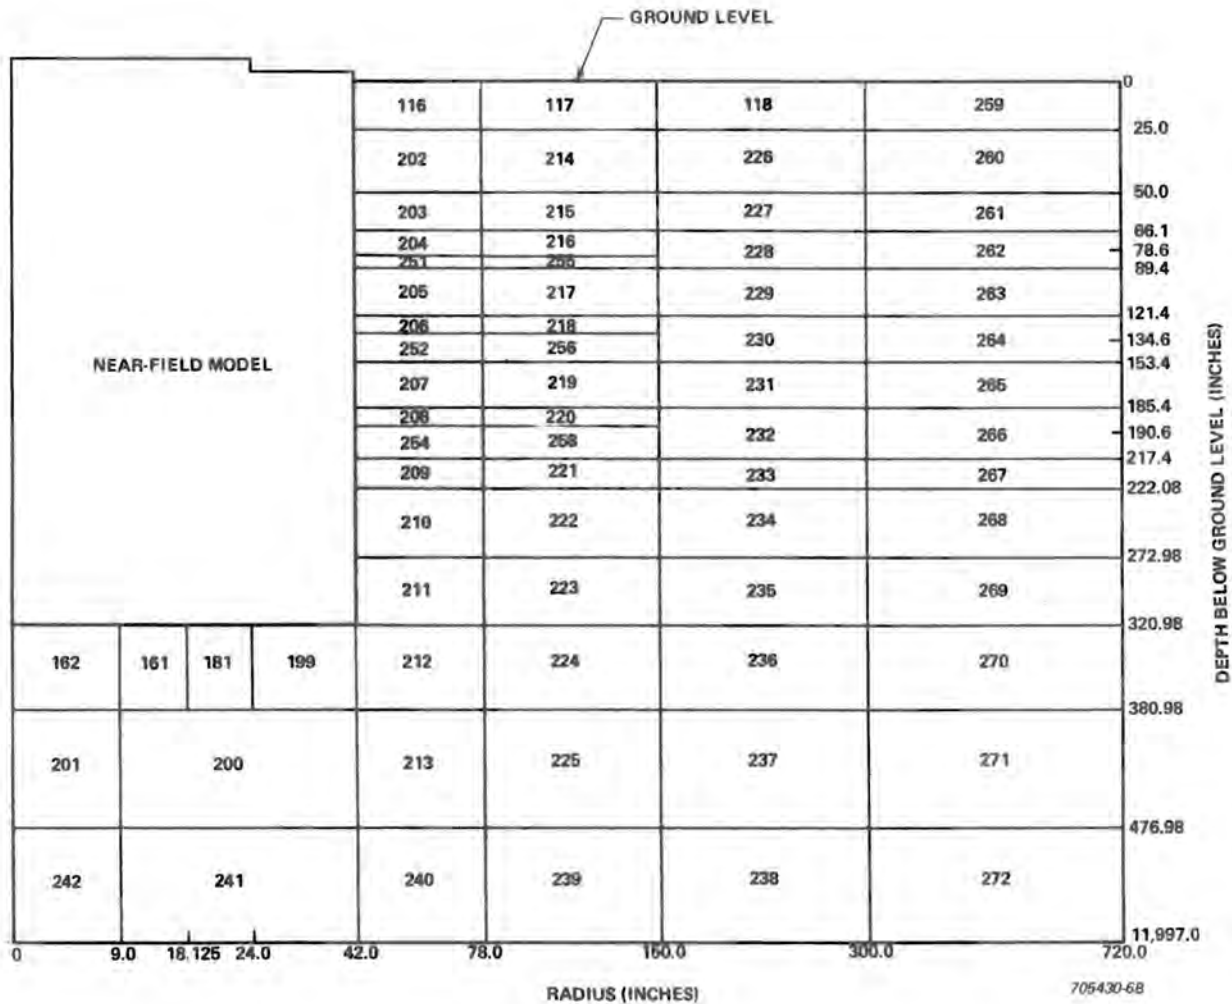 GROUND LEVEL
116 117 118 259 0
25.0
202 214 226 260
50.0
203 215 227 261
66.1
204 216 228 262 78.6
251 255 89.4
205 217 229 263
121.4
206 218
230 264 134.6
252 256
153.4
NEAR-FIELD MODEL
207 219 231 265
185.4
208 220
232 266 190.6
254 258
217.4
209 221 233 267
222.08
210 222 234 268
272.98
211 223 235 269
320.98
162 161 181 199 212 224 236 270
380.98
201 200 213 225 237 271
476.98
242 241 240 239 238 272
11,997.0
0 9.0 18.125 24.0 42.0 78.0 160.0 300.0 720.0
RADIUS (INCHES)
DEPTH BELOW GROUND LEVEL (INCHES)
705430-68